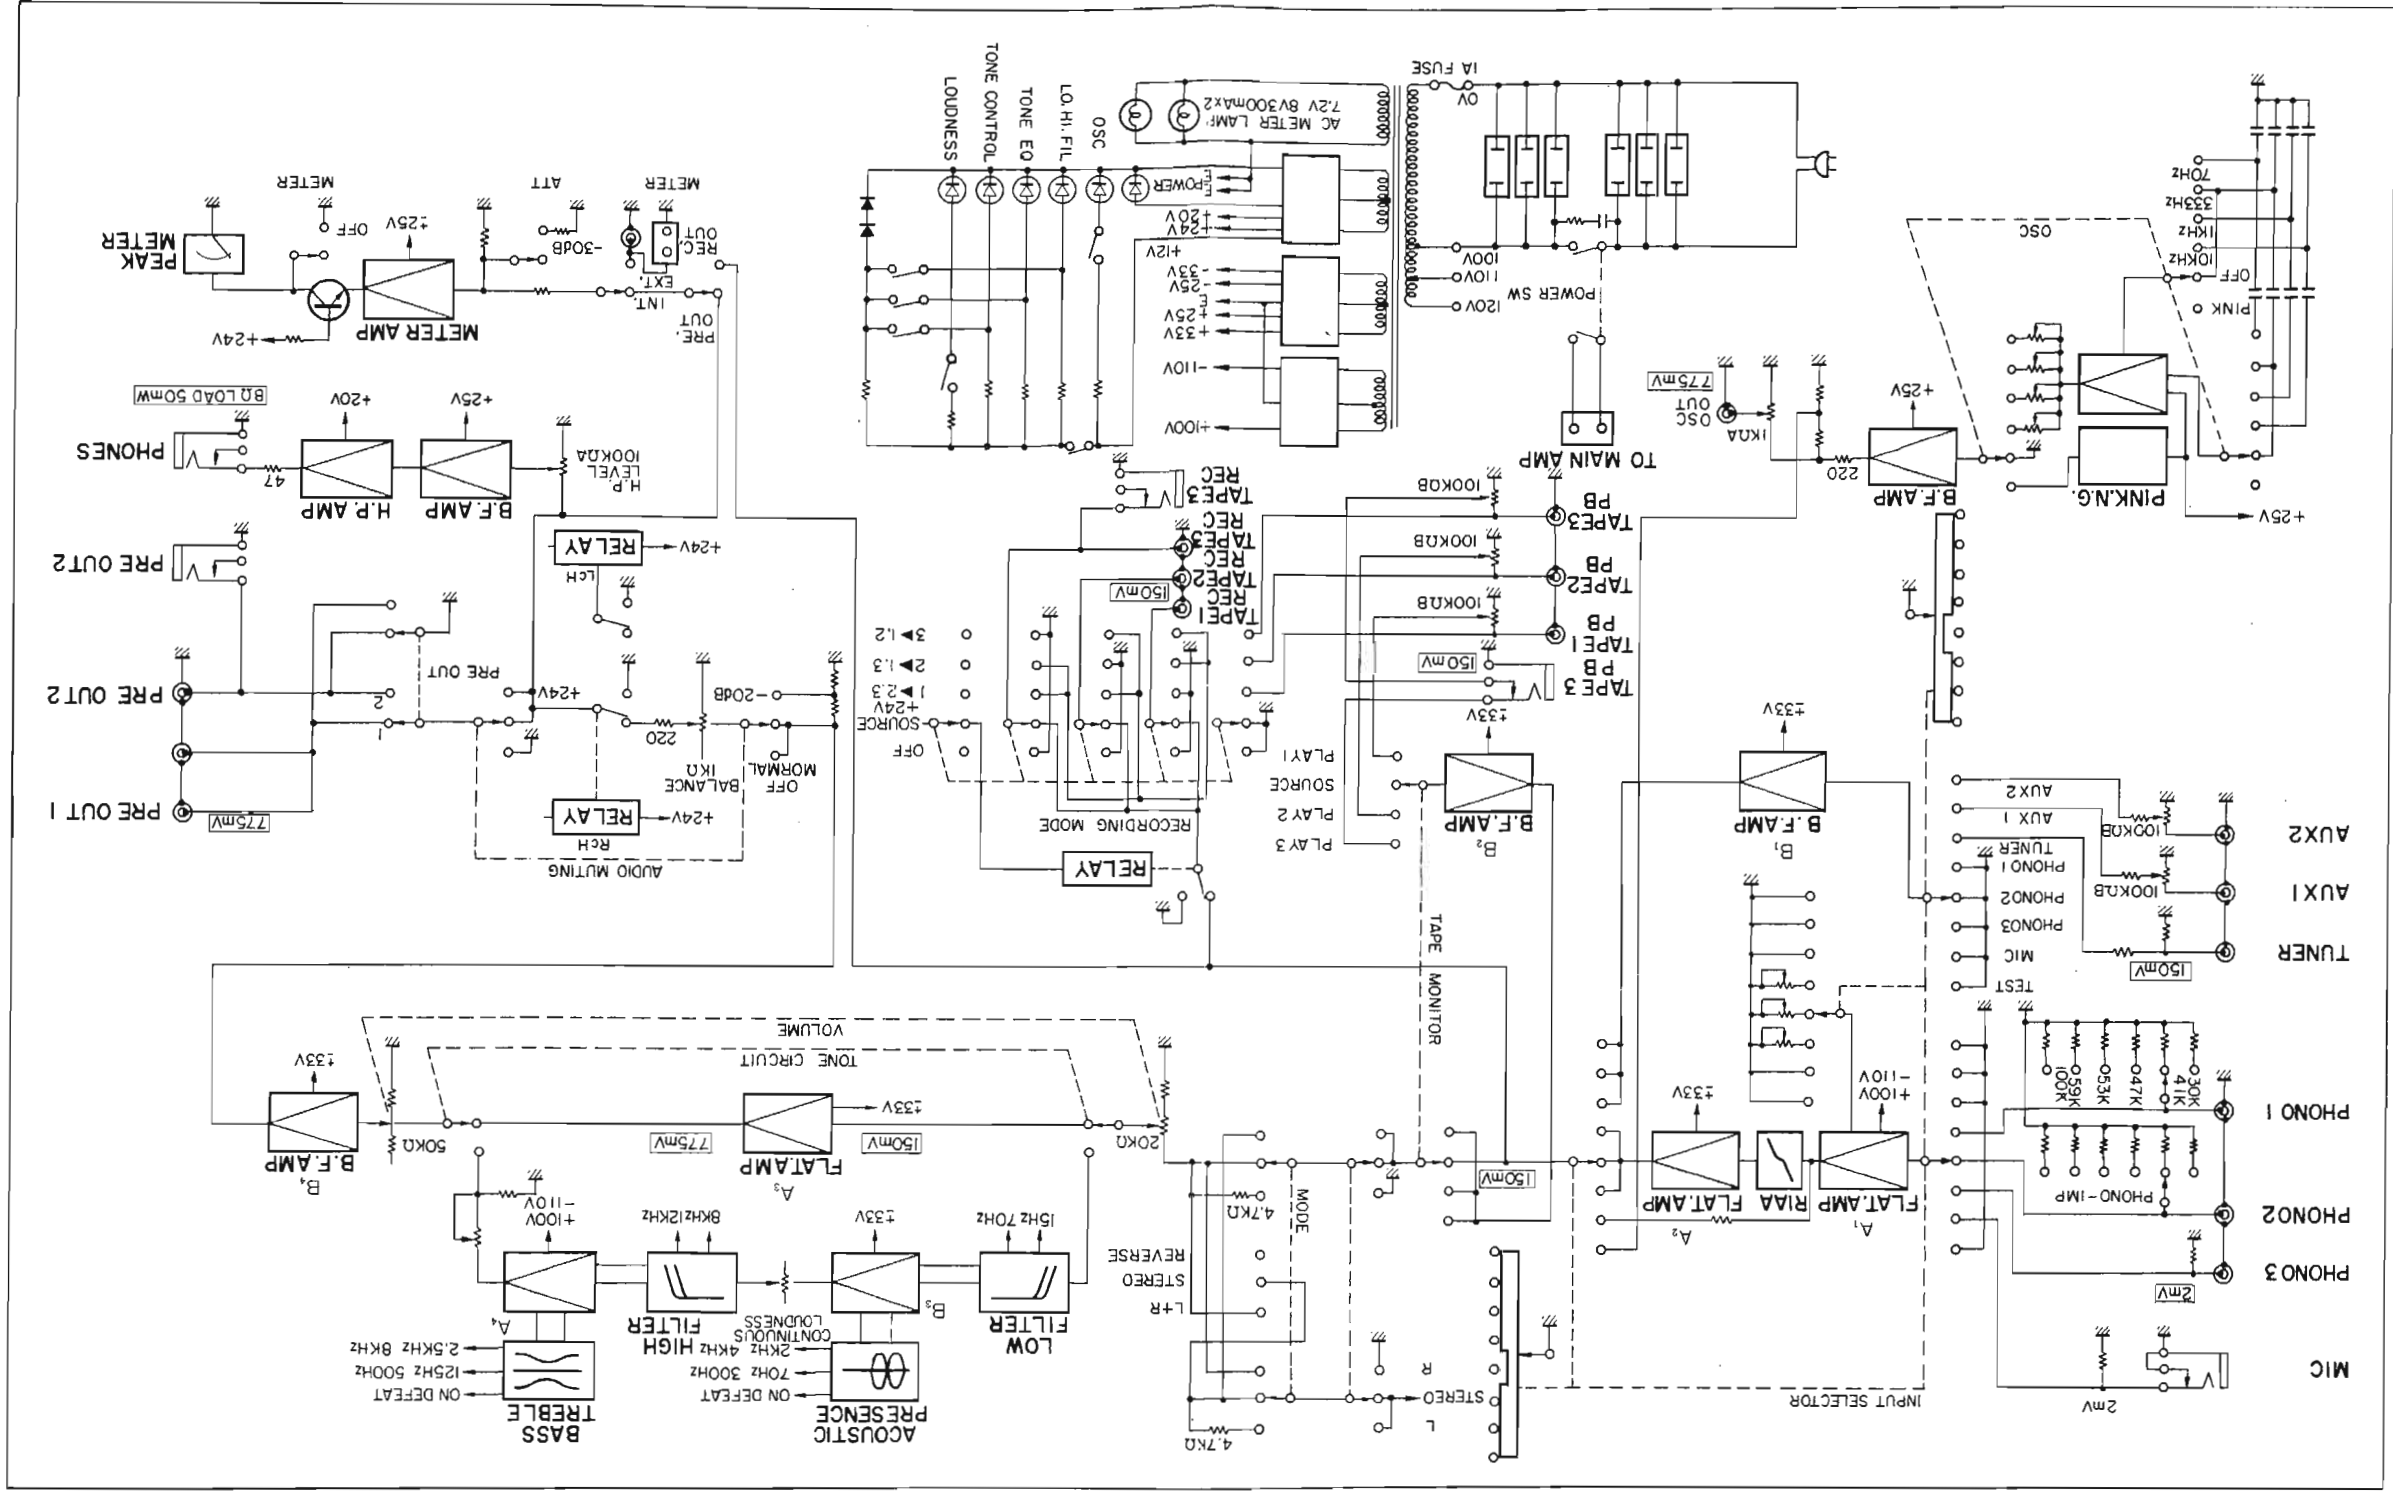 MIC
2mV
PHONO 3
2mV
PHONO2
PHONO 1
PHONO-IMP
30K
41K
47K
53K
59K
100K
TUNER
150mV
AUX1
100KΩB
AUX2
100KΩB
INPUT SELECTOR
TEST
MIC
PHONO3
PHONO2
PHONO 1
TUNER
AUX 1
AUX 2
A₁
FLAT.AMP
+100V
-110V
RIAA
A₂
FLAT.AMP
±33V
B₁
B.F.AMP
±33V
150mV
L
STEREO
R
MODE
4.7KΩ
L+R
STEREO
REVERSE
4.7KΩ
TAPE MONITOR
B₂
B.F.AMP
±33V
PLAY 3
PLAY 2
SOURCE
PLAY 1
TAPE 3
PB
150mV
TAPE 1
PB
100KΩB
TAPE2
PB
100KΩB
TAPE3
PB
100KΩB
20KΩ
VOLUME
TONE CIRCUIT
150mV
A₃
FLAT.AMP
±33V
775mV
50KΩ
B₄
B.F.AMP
±33V
LOW
FILTER
15Hz 70Hz
ACOUSTIC
PRESENCE
ON DEFEAT
70Hz 300Hz
2KHz 4KHz
B₃
±33V
CONTINUOUS
LOUDNESS
HIGH
FILTER
8KHz12KHz
BASS
TREBLE
ON DEFEAT
125Hz 500Hz
2.5KHz 8KHz
A₄
+100V
-110V
RELAY
RECORDING MODE
OFF
SOURCE
+24V
1►2.3
2►1.3
3►1.2
TAPE1
REC
150mV
TAPE2
REC
TAPE3
REC
TAPE3
REC
AUDIO MUTING
RcH
RELAY
+24V
OFF
NORMAL
-20dB
BALANCE
1KΩ
220
LcH
RELAY
+24V
+24V
PRE OUT
1
2
PRE OUT 1
775mV
PRE OUT2
PRE OUT2
PHONES
8Ω LOAD 50mW
47
H.P. AMP
+20V
B.F.AMP
+25V
H.P.
LEVEL
100KΩA
PRE.
OUT
INT.
EXT.
REC,
OUT
METER
ATT
-30dB
METER AMP
±25V
+24V
METER
OFF
PEAK
METER
PINK.N.G.
+25V
B.F.AMP
+25V
220
OSC
OSC
OUT
775mV
1KΩA
PINK
OFF
10KHz
1KHz
333Hz
70Hz
TO MAIN AMP
POWER SW
120V
110V
100V
0V
1A FUSE
AC METER LAMP
7.2V 8V300mA×2
+100V
-110V
+33V
+25V
E
-25V
-33V
+12V
+24V
+20V
E
EPOWER
OSC
LO.HI.FIL
TONE EQ
TONE CONTROL
LOUDNESS